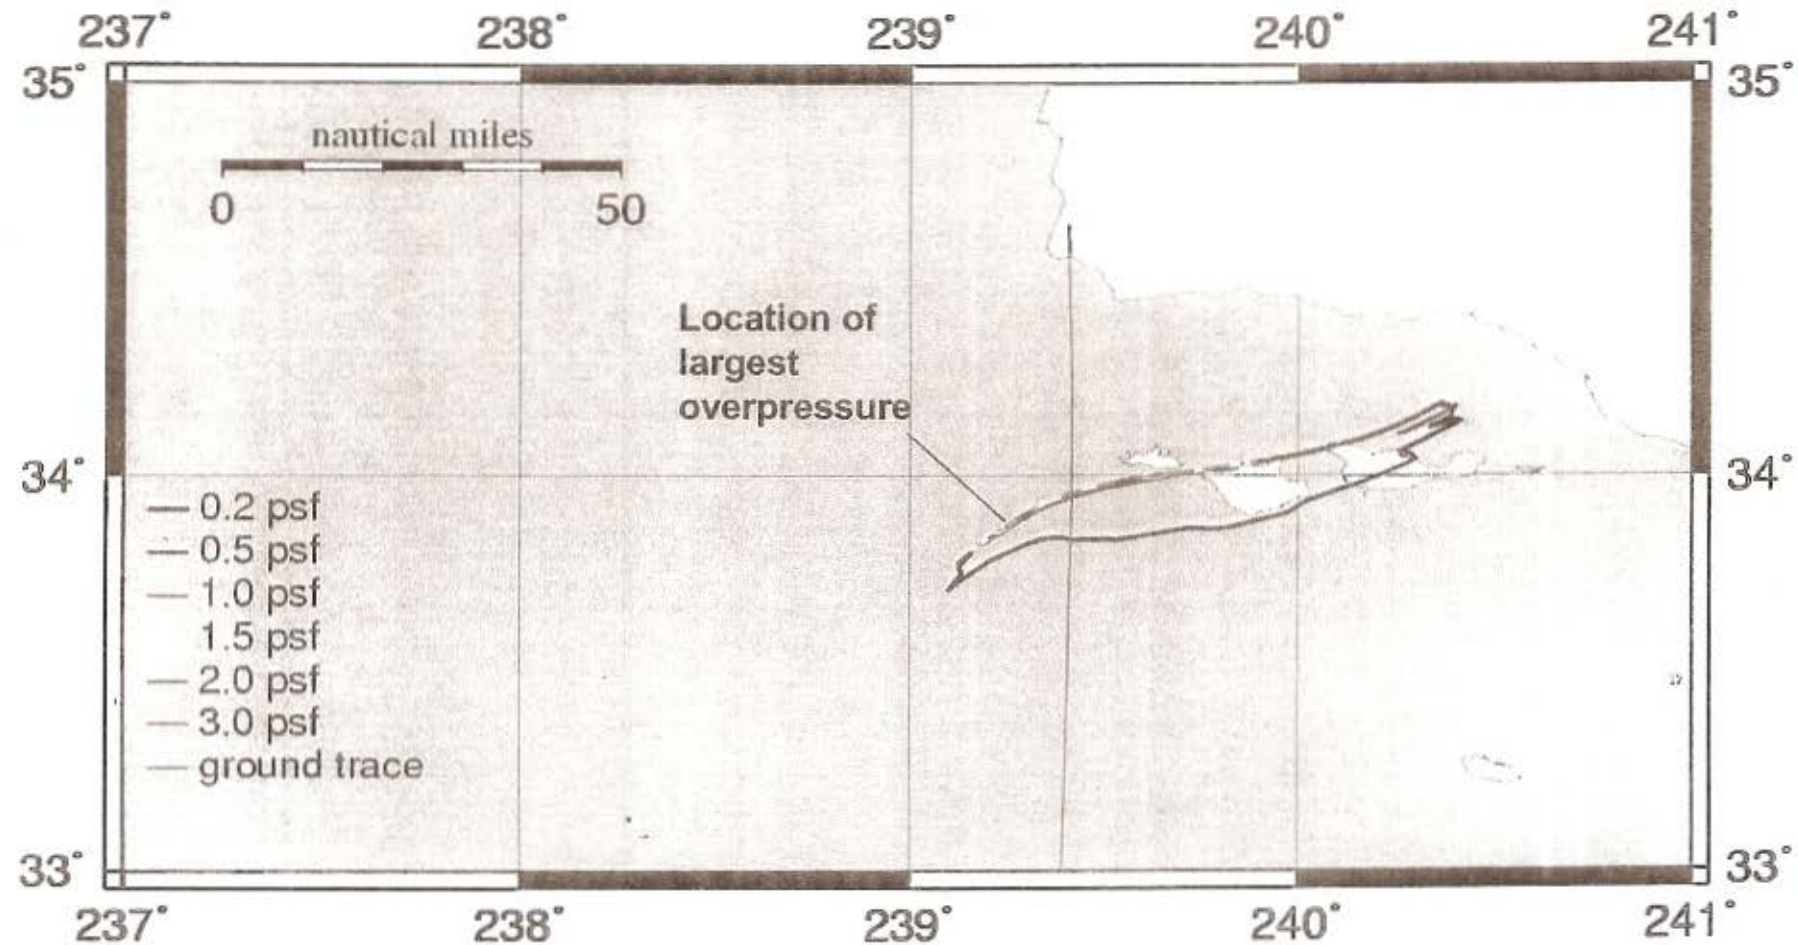 237° 238° 239° 240° 241°
35° 35°
nautical miles
0 50
Location of
largest
overpressure
34° 34°
0.2 psf
0.5 psf
1.0 psf
1.5 psf
2.0 psf
3.0 psf
ground trace
33° 33°
237° 238° 239° 240° 241°